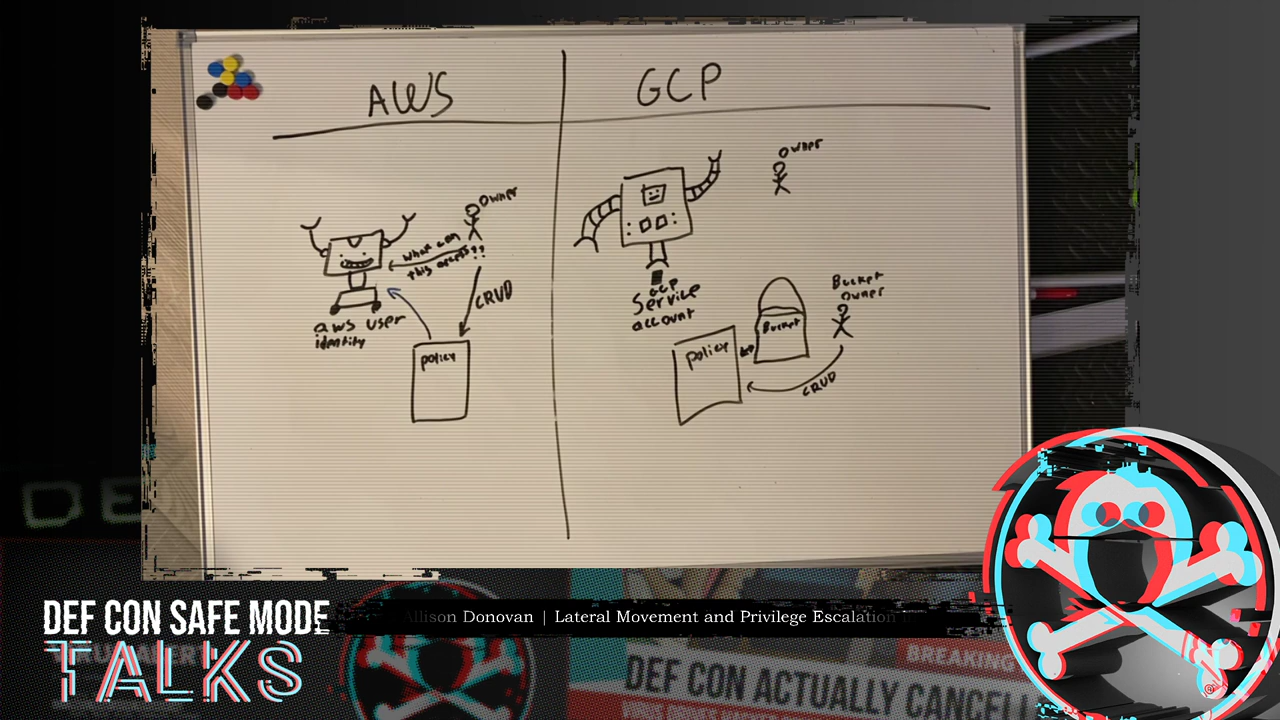 AWS
GCP
owner
what can
this access??
CRUD
aws user
identity
policy
owner
GCP
Service
account
Bucket
owner
Bucket
policy
CRUD
DEF CON SAFE MODE
TALKS
Allison Donovan | Lateral Movement and Privilege Escalation in
BREAKING
DEF CON ACTUALLY CANCELL
DE